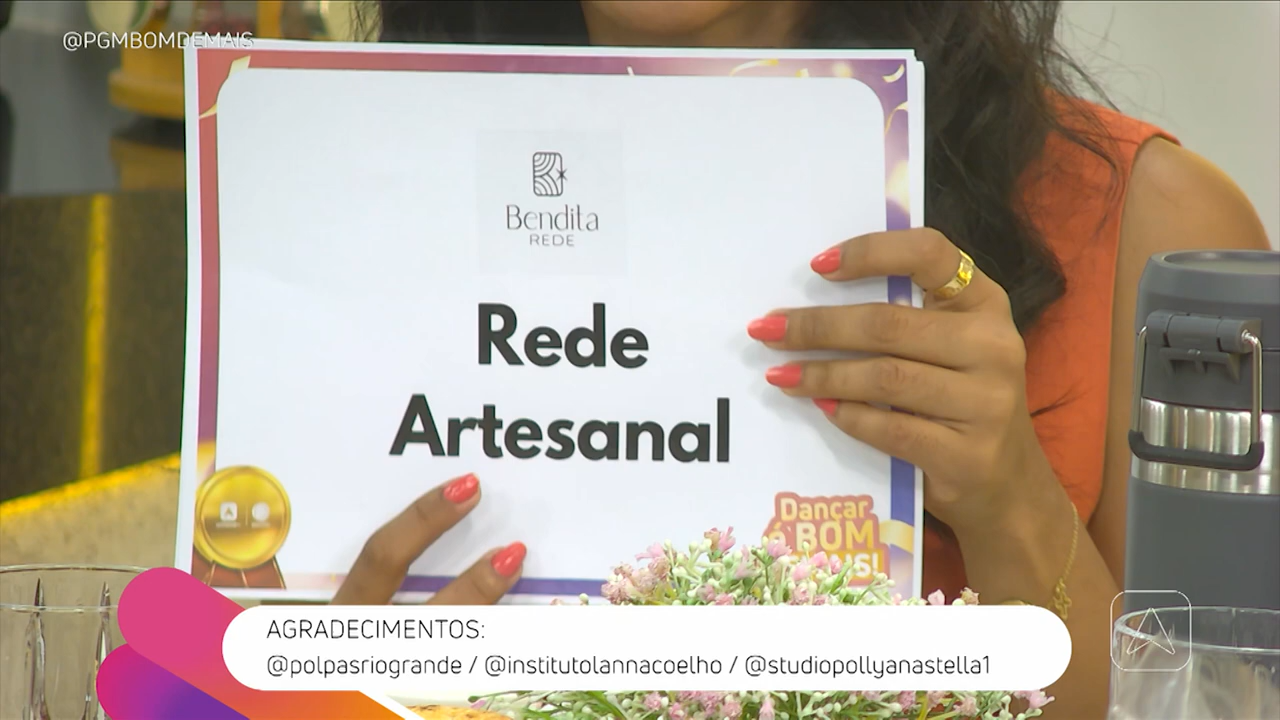 @PGMBOMDEMAIS
Bendita
REDE
Rede
Artesanal
Dançar
é BOM
AGRADECIMENTOS:
@polpasriogrande / @institutolannacoelho / @studiopollyanastella1